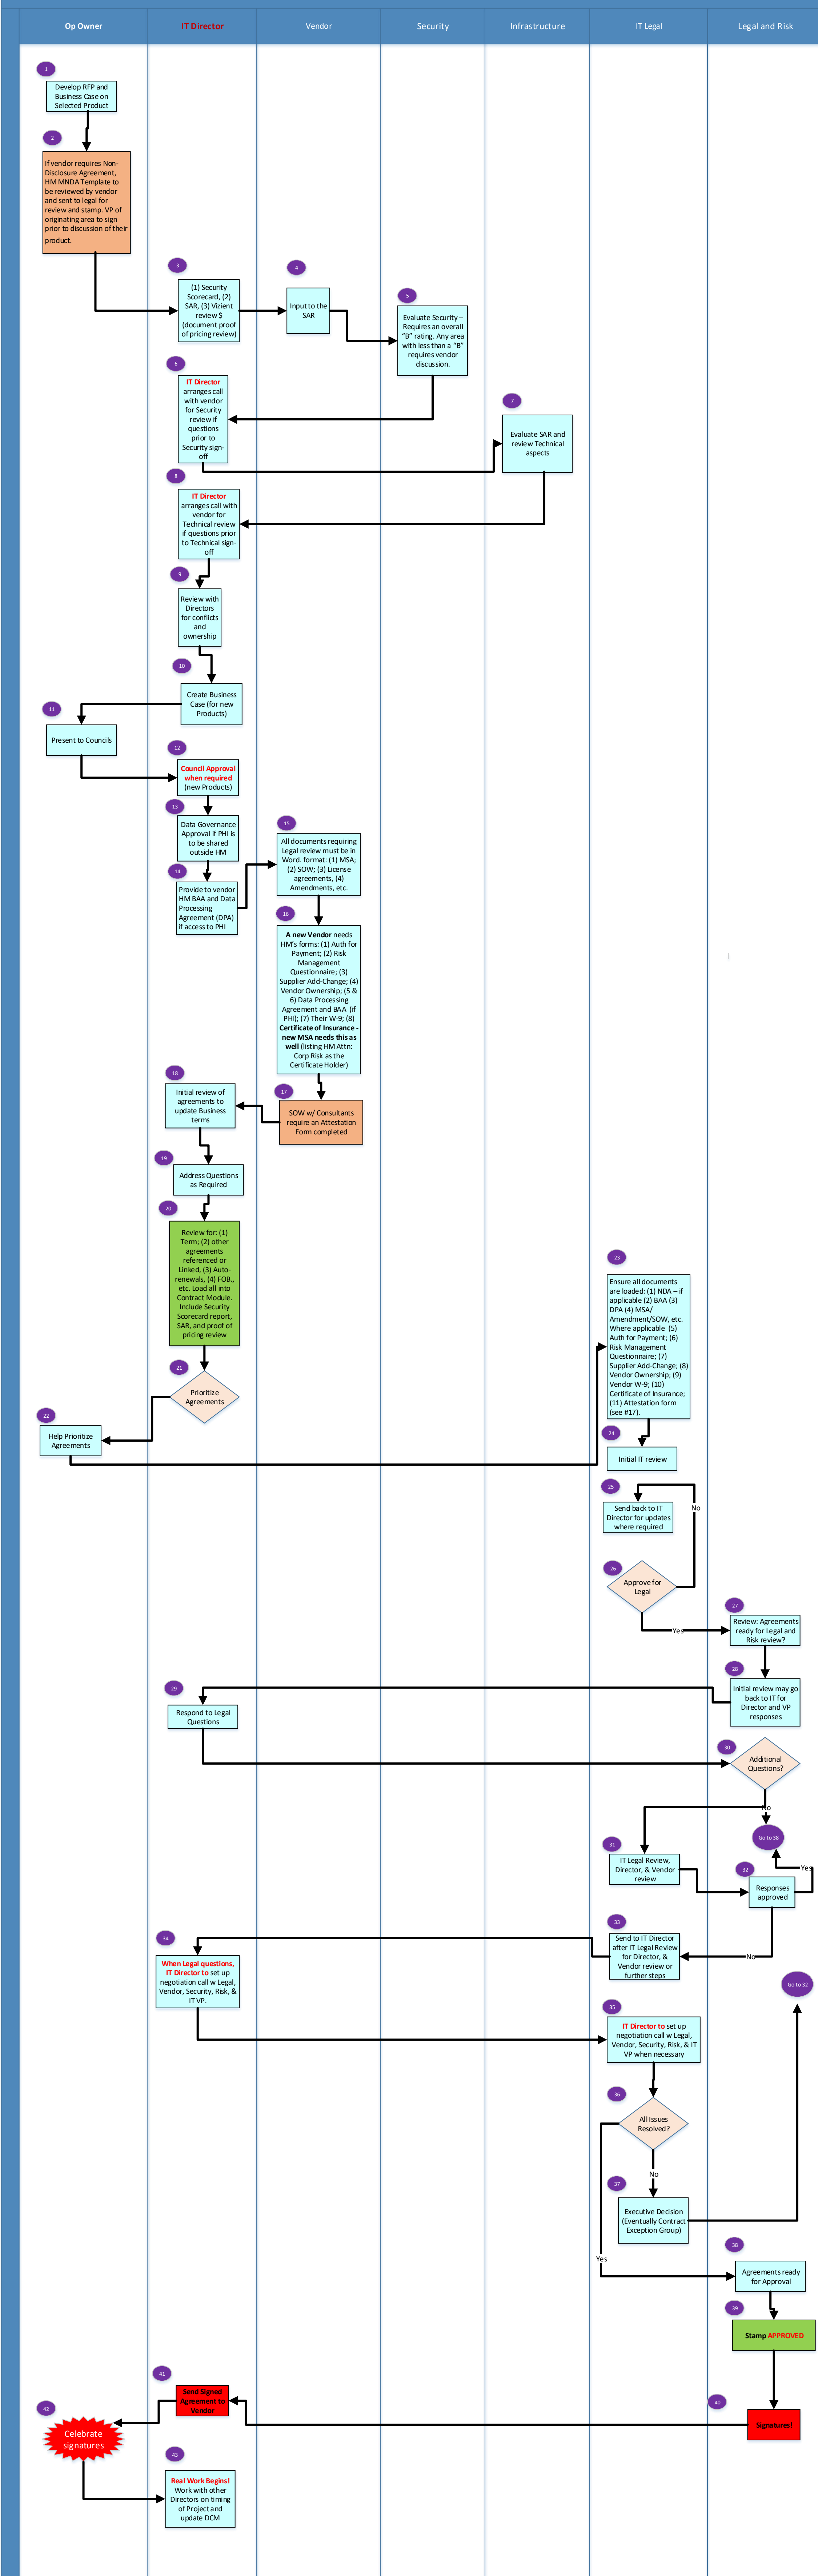 Op Owner
IT Director
Vendor
Security
Infrastructure
IT Legal
Legal and Risk
1
Develop RFP and
Business Case on
Selected Product
2
If vendor requires Non-
Disclosure Agreement,
HM MNDA Template to
be reviewed by vendor
and sent to legal for
review and stamp. VP of
originating area to sign
prior to discussion of their
product.
3
(1) Security
Scorecard, (2)
SAR, (3) Vizient
review $
(document proof
of pricing review)
4
Input to the
SAR
5
Evaluate Security –
Requires an overall
"B" rating. Any area
with less than a "B"
requires vendor
discussion.
6
IT Director
arranges call
with vendor
for Security
review if
questions
prior to
Security sign-
off
7
Evaluate SAR and
review Technical
aspects
8
IT Director
arranges call with
vendor for
Technical review
if questions prior
to Technical sign-
off
9
Review with
Directors
for conflicts
and
ownership
10
Create Business
Case (for new
Products)
11
Present to Councils
12
Council Approval
when required
(new Products)
13
Data Governance
Approval if PHI is
to be shared
outside HM
14
Provide to vendor
HM BAA and Data
Processing
Agreement (DPA)
if access to PHI
15
All documents requiring
Legal review must be in
Word. format: (1) MSA;
(2) SOW; (3) License
agreements, (4)
Amendments, etc.
16
A new Vendor needs
HM's forms: (1) Auth for
Payment; (2) Risk
Management
Questionnaire; (3)
Supplier Add-Change; (4)
Vendor Ownership; (5 &
6) Data Processing
Agreement and BAA (if
PHI); (7) Their W-9; (8)
Certificate of Insurance -
new MSA needs this as
well (listing HM Attn:
Corp Risk as the
Certificate Holder)
17
SOW w/ Consultants
require an Attestation
Form completed
18
Initial review of
agreements to
update Business
terms
19
Address Questions
as Required
20
Review for: (1)
Term; (2) other
agreements
referenced or
Linked, (3) Auto-
renewals, (4) FOB.,
etc. Load all into
Contract Module.
Include Security
Scorecard report,
SAR, and proof of
pricing review
21
Prioritize
Agreements
22
Help Prioritize
Agreements
23
Ensure all documents
are loaded: (1) NDA – if
applicable (2) BAA (3)
DPA (4) MSA/
Amendment/SOW, etc.
Where applicable (5)
Auth for Payment; (6)
Risk Management
Questionnaire; (7)
Supplier Add-Change; (8)
Vendor Ownership; (9)
Vendor W-9; (10)
Certificate of Insurance;
(11) Attestation form
(see #17).
24
Initial IT review
25
Send back to IT
Director for updates
where required
No
26
Approve for
Legal
Yes
27
Review: Agreements
ready for Legal and
Risk review?
28
Initial review may go
back to IT for
Director and VP
responses
29
Respond to Legal
Questions
30
Additional
Questions?
No
Go to 38
31
IT Legal Review,
Director, & Vendor
review
32
Responses
approved
Yes
No
33
Send to IT Director
after IT Legal Review
for Director, &
Vendor review or
further steps
34
When Legal questions,
IT Director to set up
negotiation call w Legal,
Vendor, Security, Risk, &
IT VP.
Go to 32
35
IT Director to set up
negotiation call w Legal,
Vendor, Security, Risk, & IT
VP when necessary
36
All Issues
Resolved?
No
37
Executive Decision
(Eventually Contract
Exception Group)
Yes
38
Agreements ready
for Approval
39
Stamp APPROVED
40
Signatures!
41
Send Signed
Agreement to
Vendor
42
Celebrate
signatures
43
Real Work Begins!
Work with other
Directors on timing
of Project and
update DCM